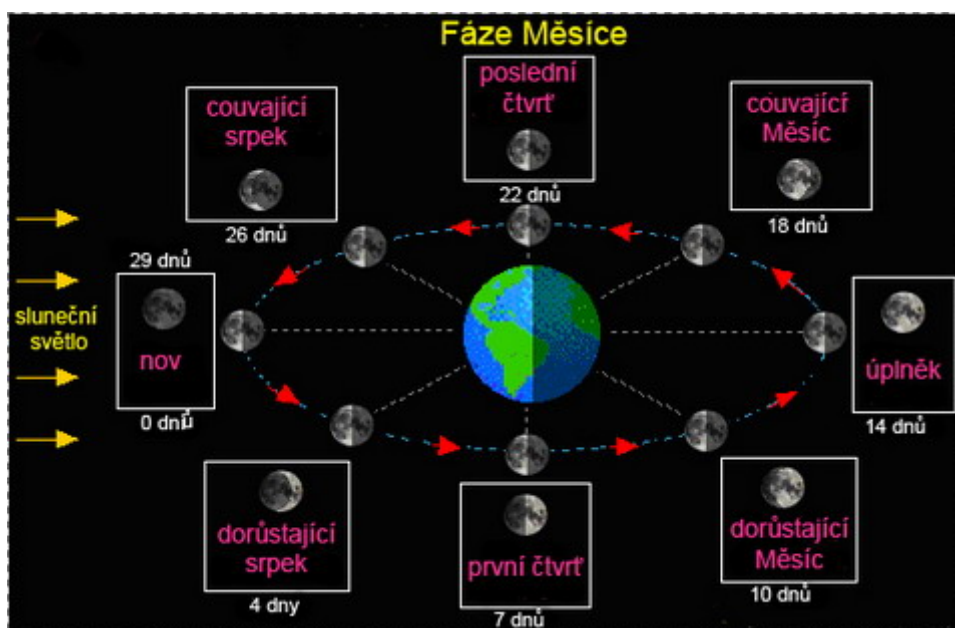 Fáze Měsíce
couvající
srpek
26 dnů
poslední
čtvrť
22 dnů
couvající
Měsíc
18 dnů
29 dnů
nov
0 dnů
sluneční
světlo
úplněk
14 dnů
dorůstající
srpek
4 dny
první čtvrť
7 dnů
dorůstající
Měsíc
10 dnů